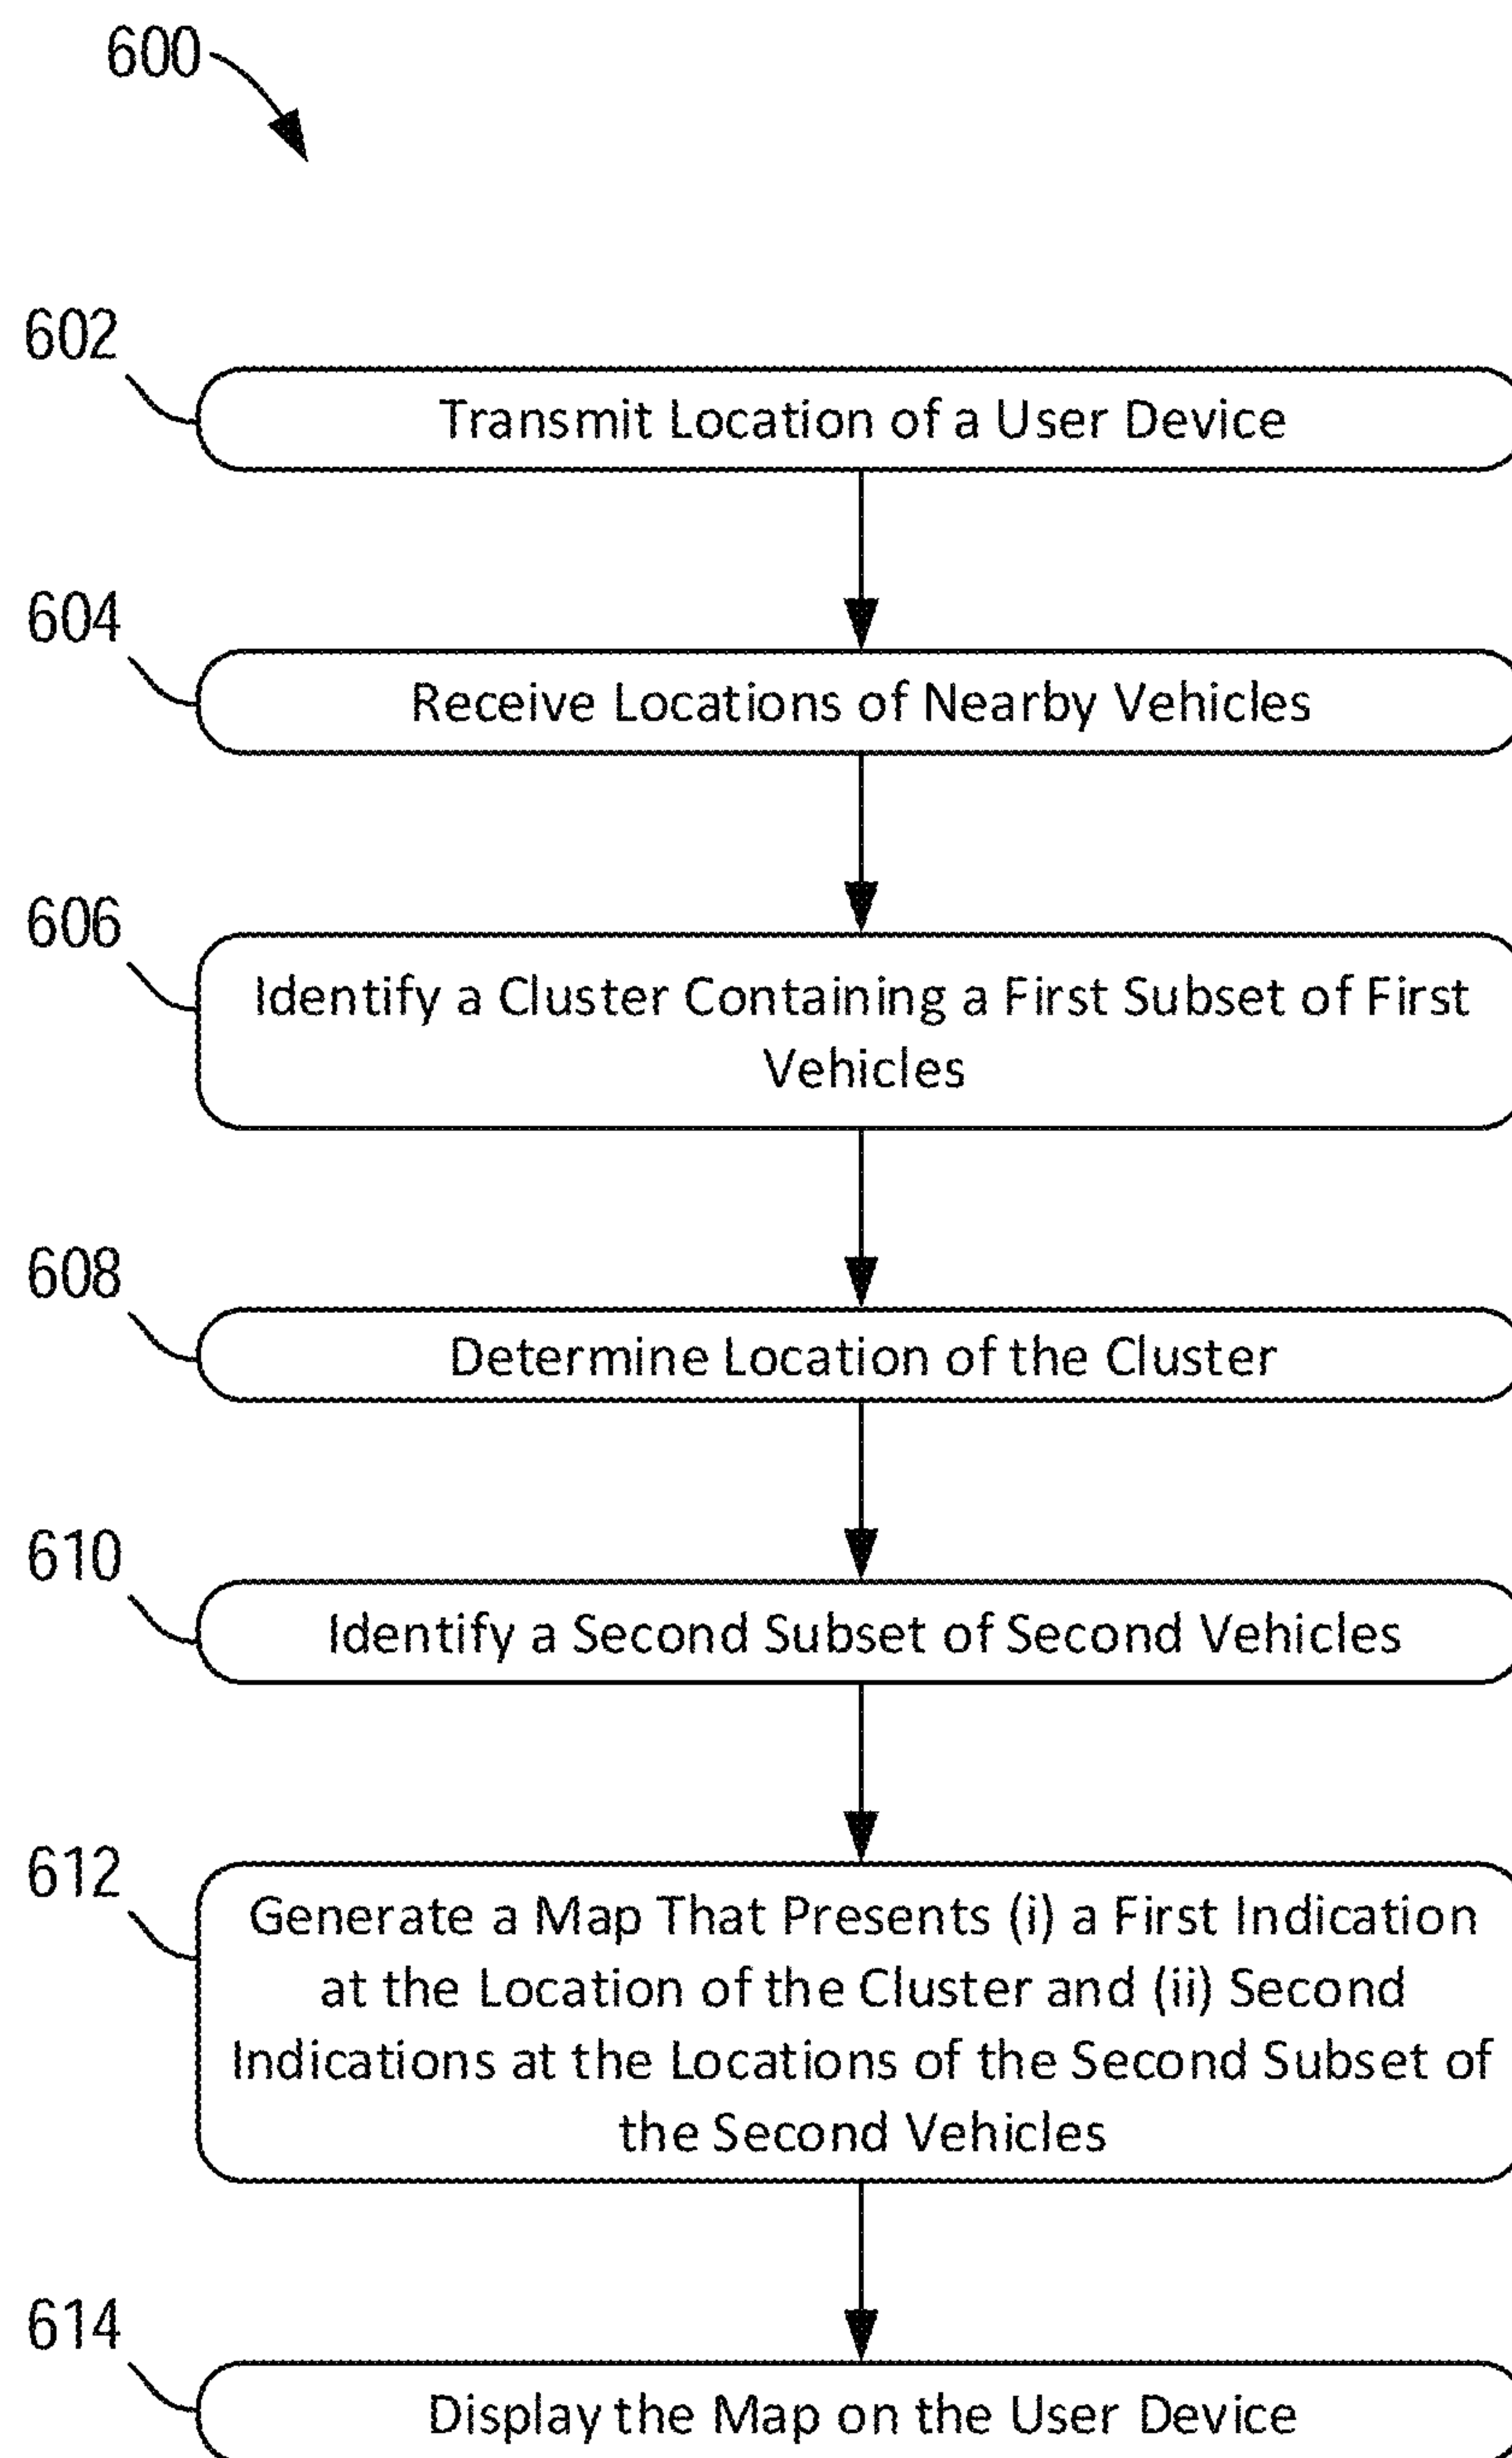 600
602
Transmit Location of a User Device
604
Receive Locations of Nearby Vehicles
606
Identify a Cluster Containing a First Subset of First
Vehicles
608
Determine Location of the Cluster
610
Identify a Second Subset of Second Vehicles
612
Generate a Map That Presents (i) a First Indication
at the Location of the Cluster and (ii) Second
Indications at the Locations of the Second Subset of
the Second Vehicles
614
Display the Map on the User Device